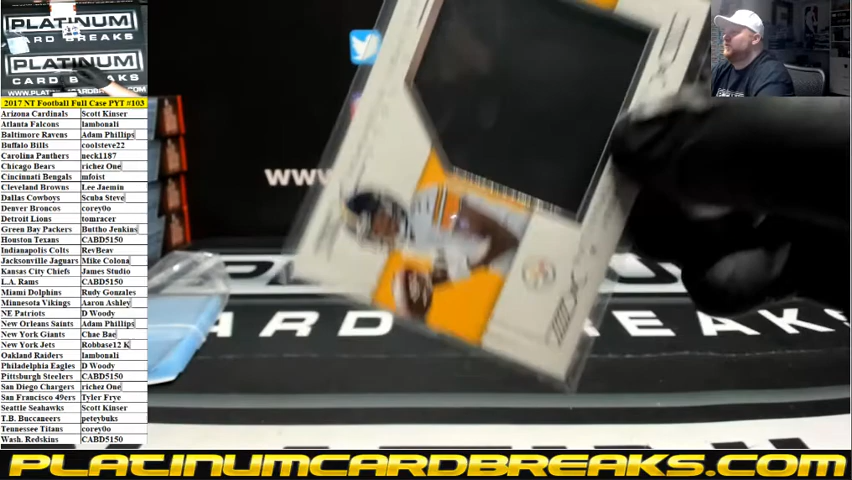 PLATINUM
CARD BREAKS
PLATINUM
CARD BREAKS
WWW.PLATINUMCARDBREAKS.COM
2017 NT Football Full Case PYT #103
Arizona Cardinals Scott Kinser
Atlanta Falcons lambonali
Baltimore Ravens Adam Phillips
Buffalo Bills coolsteve22
Carolina Panthers neck1187
Chicago Bears richez One
Cincinnati Bengals mfoist
Cleveland Browns Lee Jaemin
Dallas Cowboys Scuba Steve
Denver Broncos corey0o
Detroit Lions tomracer
Green Bay Packers Buttho Jenkins
Houston Texans CABD5150
Indianapolis Colts RevBeav
Jacksonville Jaguars Mike Colona
Kansas City Chiefs James Studio
L.A. Rams CABD5150
Miami Dolphins Rudy Gonzales
Minnesota Vikings Aaron Ashley
NE Patriots D Woody
New Orleans Saints Adam Phillips
New York Giants Chae Bae
New York Jets Robbase12 K
Oakland Raiders lambonali
Philadelphia Eagles D Woody
Pittsburgh Steelers CABD5150
San Diego Chargers richez One
San Francisco 49ers Tyler Frye
Seattle Seahawks Scott Kinser
T.B. Buccaneers peteybuks
Tennessee Titans corey0o
Wash. Redskins CABD5150
www
CARD BREAKS
PLATINUMCARDBREAKS.COM